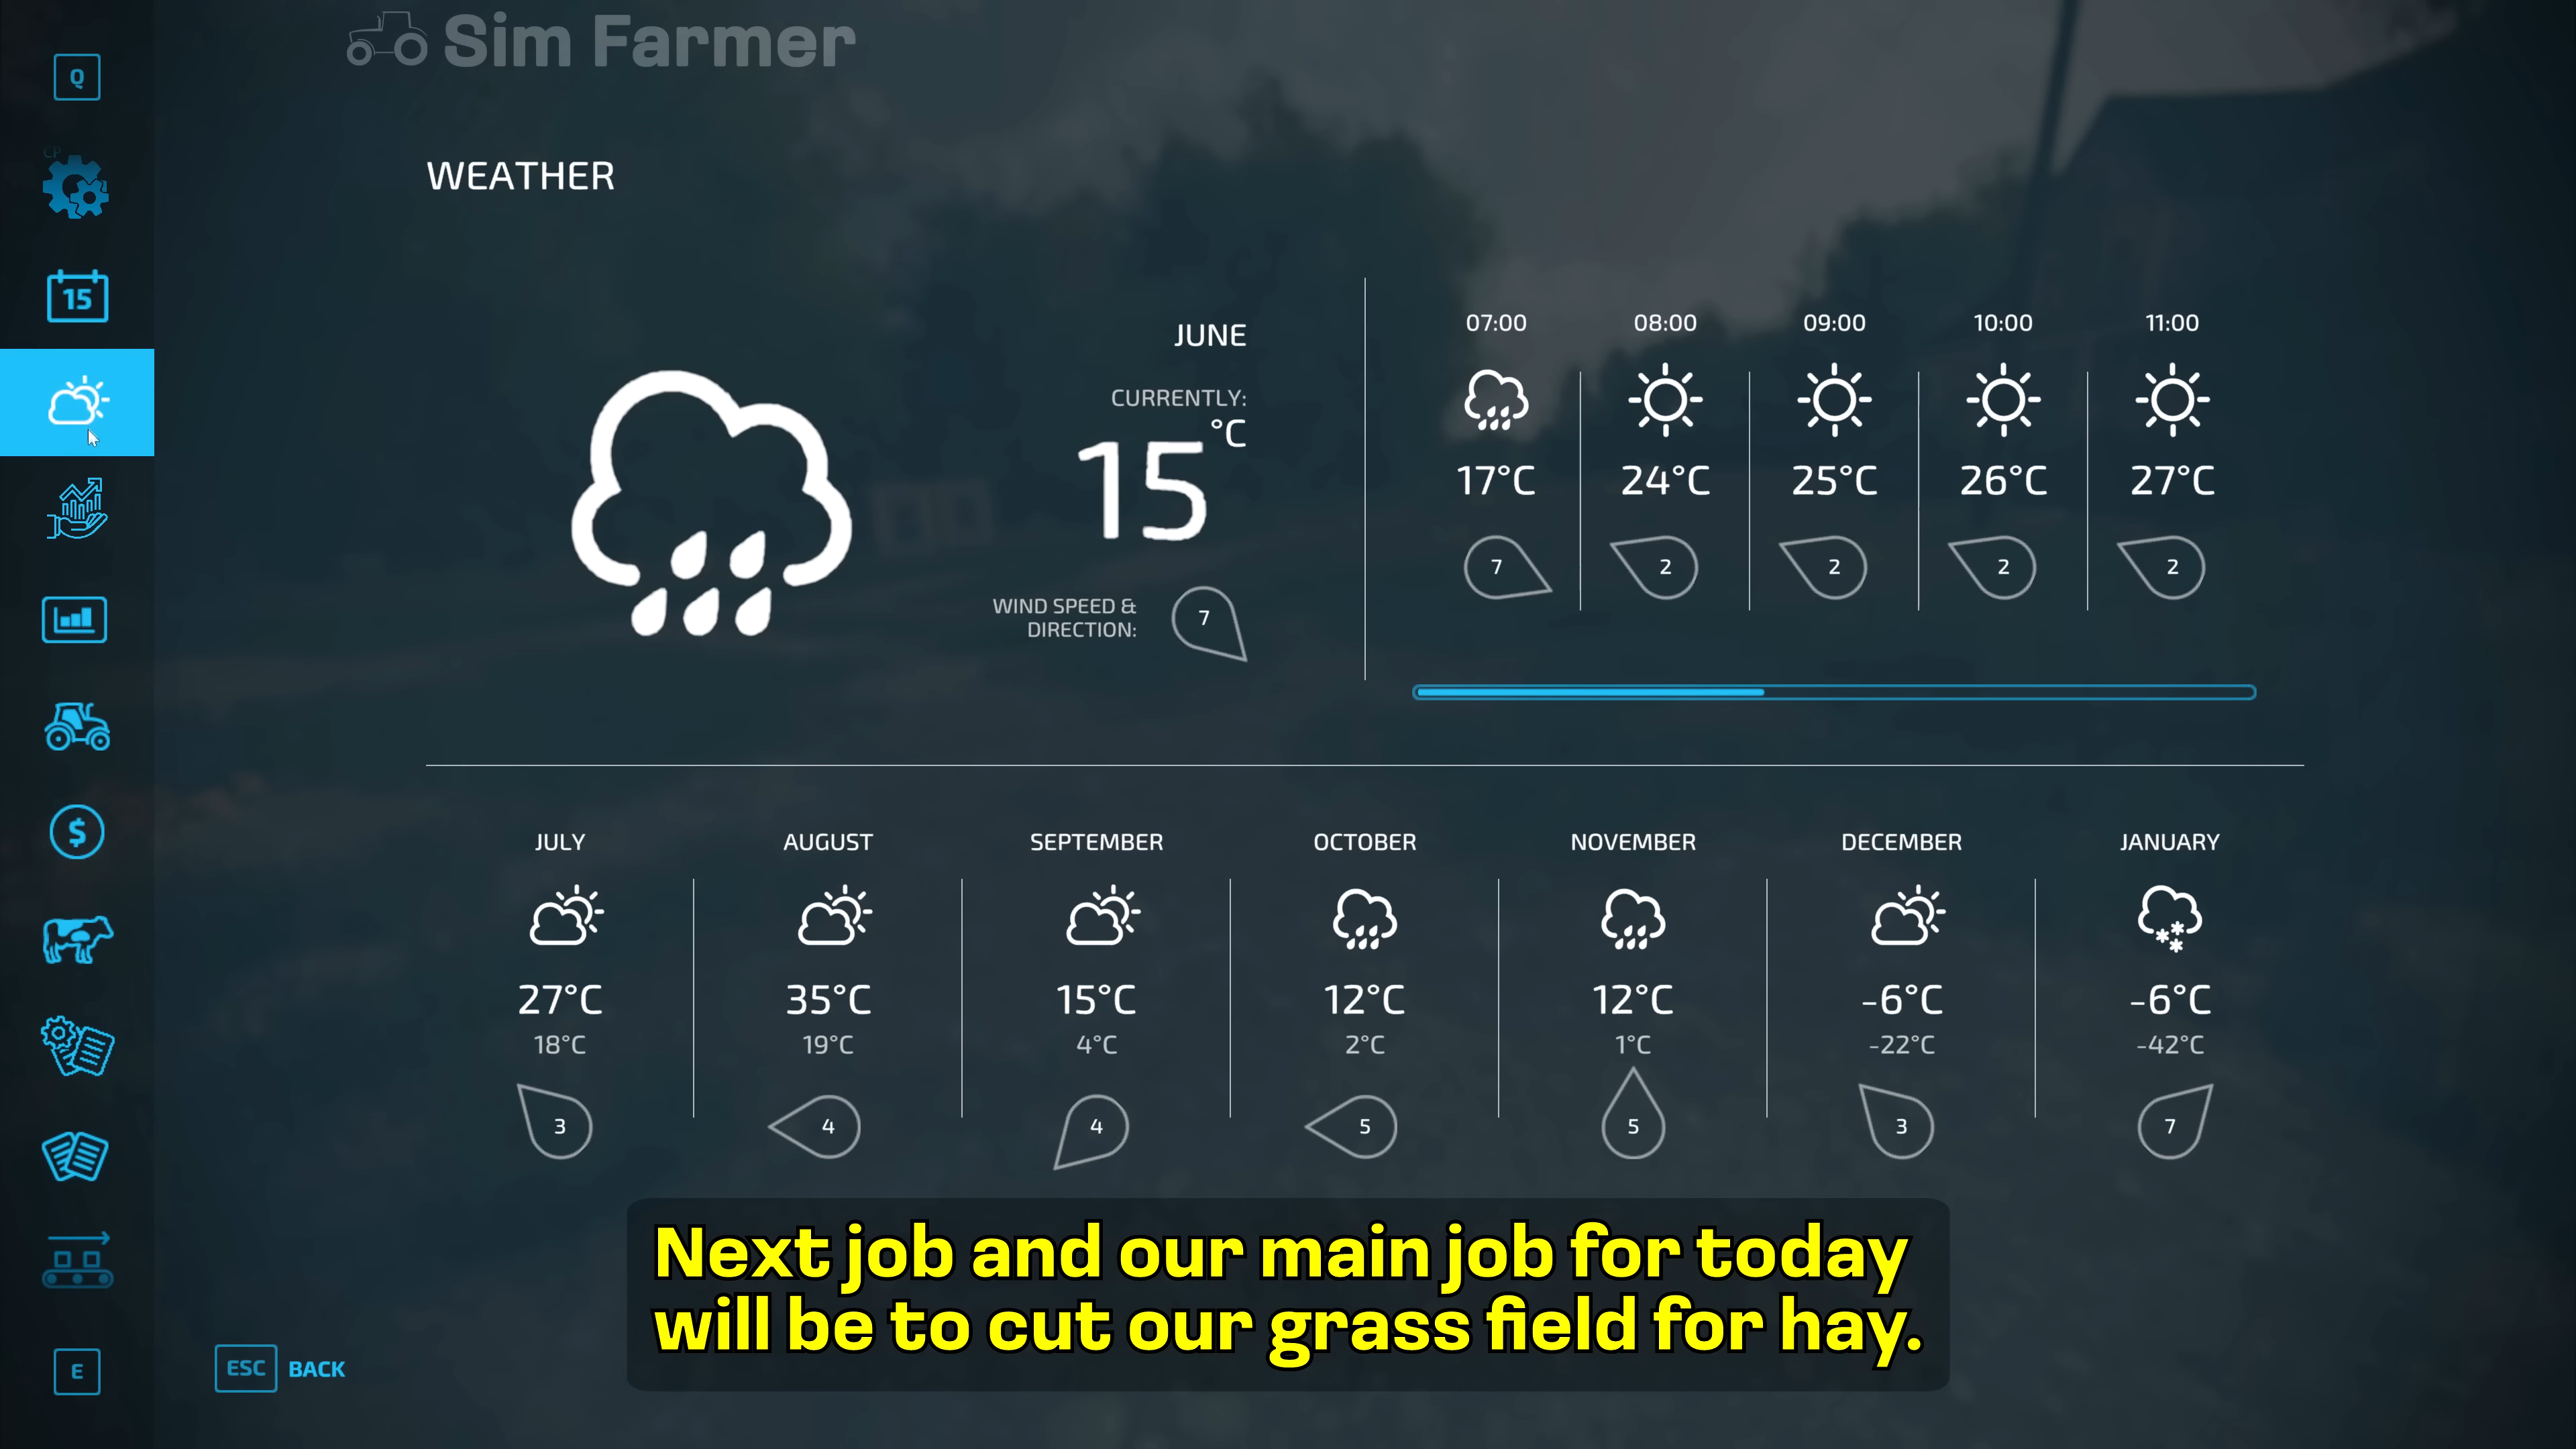 Sim Farmer
Q
CP
15
WEATHER
JUNE
CURRENTLY:
15 °C
WIND SPEED &
DIRECTION:
7
07:00 08:00 09:00 10:00 11:00
17°C 24°C 25°C 26°C 27°C
7 2 2 2 2
$
JULY AUGUST SEPTEMBER OCTOBER NOVEMBER DECEMBER JANUARY
27°C 35°C 15°C 12°C 12°C -6°C -6°C
18°C 19°C 4°C 2°C 1°C -22°C -42°C
3 4 4 5 5 3 7
Next job and our main job for today
will be to cut our grass field for hay.
E
ESC BACK